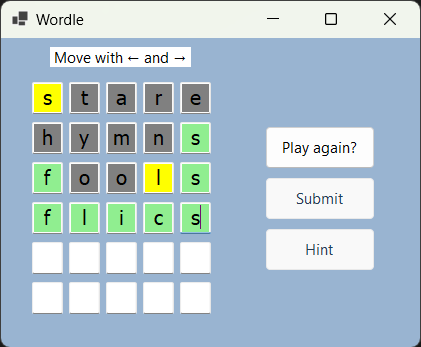 Wordle
Move with ← and →
s t a r e
h y m n s
f o o l s
f l i c s
Play again?
Submit
Hint